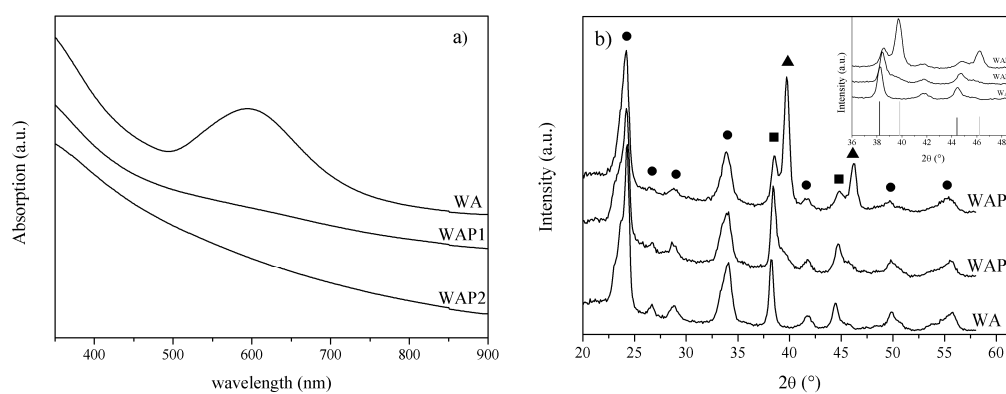 a)
WA
WAP1
WAP2
Absorption (a.u.)
400 500 600 700 800 900
wavelength (nm)
b)
WAP
WAP
WA
Intensity (a.u.)
20 25 30 35 40 45 50 55 60
2θ (°)
Intensity (a.u.)
36 38 40 42 44 46 48
2θ (°)